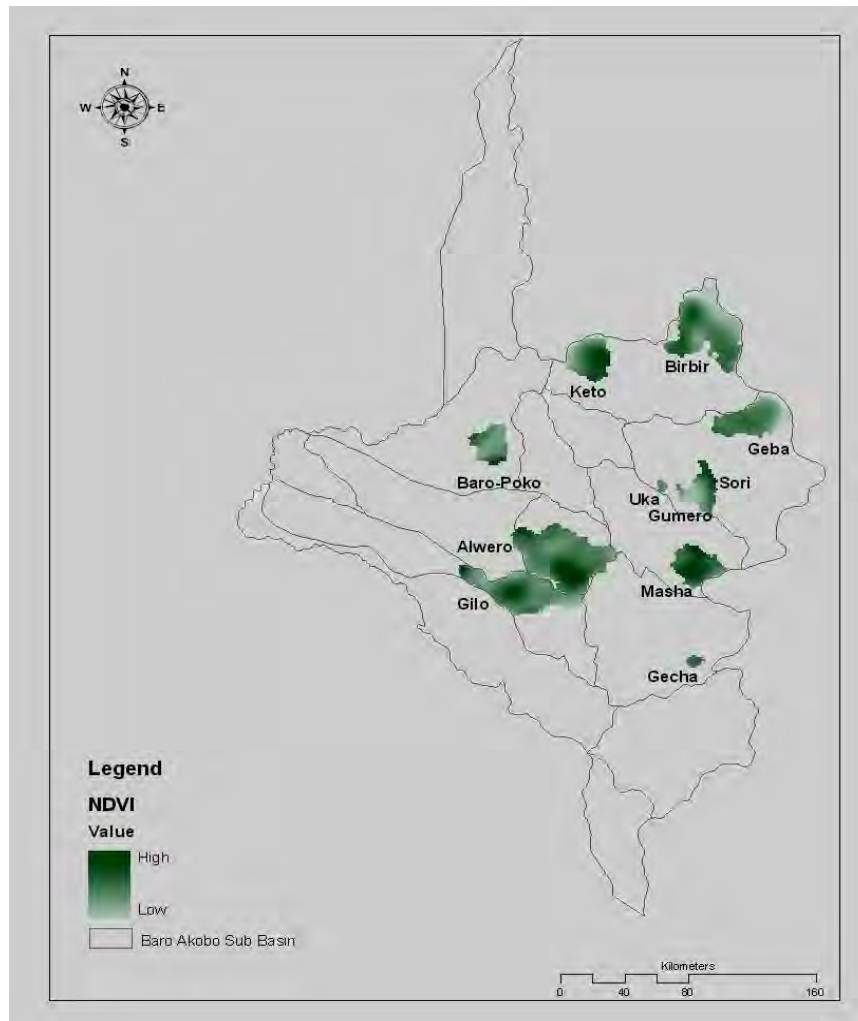 N
W E
S
Birbir
Keto
Geba
Baro-Poko
Sori
Uka
Gumero
Alwero
Masha
Gilo
Gecha
Legend
NDVI
Value
High
Low
Baro Akobo Sub Basin
Kilometers
0 40 80 160